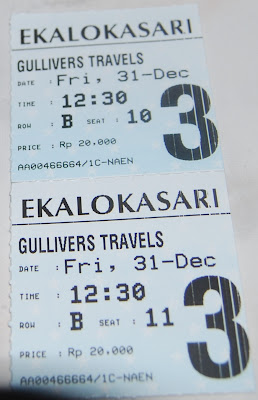 EKALOKASARI
GULLIVERS TRAVELS
DATE : Fri, 31-Dec
TIME : 12:30
ROW : B SEAT : 10
PRICE : Rp 20.000
AA00466664/1C-NAEN
3
EKALOKASARI
GULLIVERS TRAVELS
DATE : Fri, 31-Dec
TIME : 12:30
ROW : B SEAT : 11
PRICE : Rp 20.000
AA00466664/1C-NAEN
3